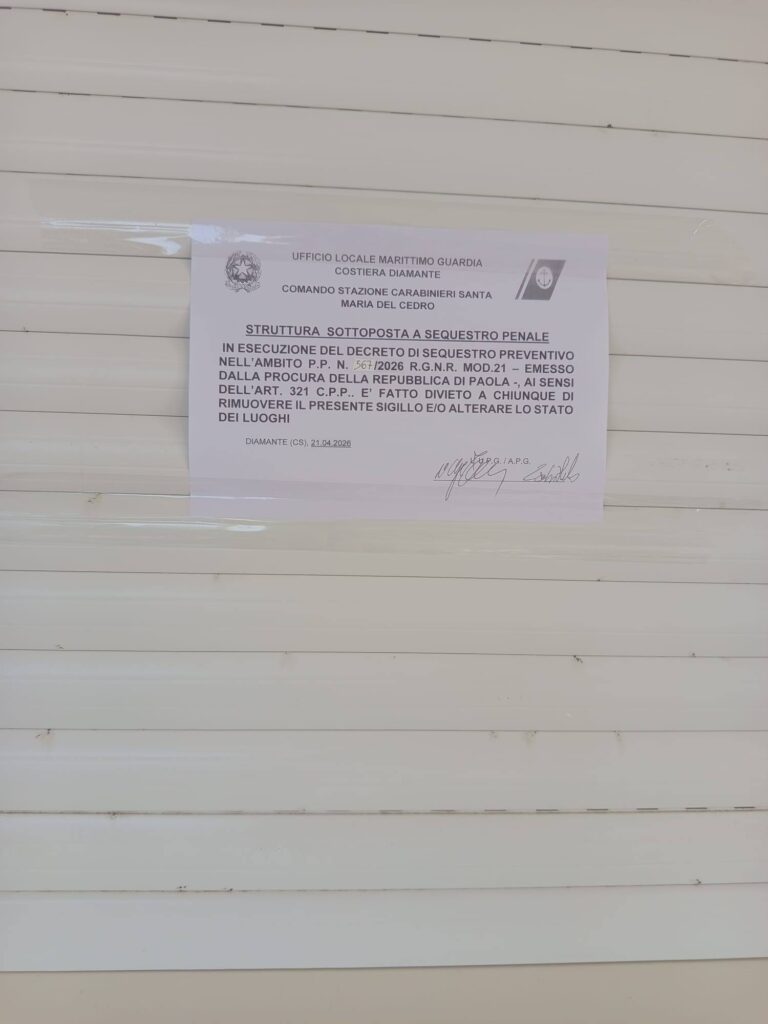 UFFICIO LOCALE MARITTIMO GUARDIA
COSTIERA DIAMANTE
COMANDO STAZIONE CARABINIERI SANTA
MARIA DEL CEDRO
STRUTTURA SOTTOPOSTA A SEQUESTRO PENALE
IN ESECUZIONE DEL DECRETO DI SEQUESTRO PREVENTIVO
NELL'AMBITO P.P. N. 567/2026 R.G.N.R. MOD.21 – EMESSO
DALLA PROCURA DELLA REPUBBLICA DI PAOLA -, AI SENSI
DELL'ART. 321 C.P.P.. E' FATTO DIVIETO A CHIUNQUE DI
RIMUOVERE IL PRESENTE SIGILLO E/O ALTERARE LO STATO
DEI LUOGHI
DIAMANTE (CS), 21.04.2026
U.P.G. / A.P.G.